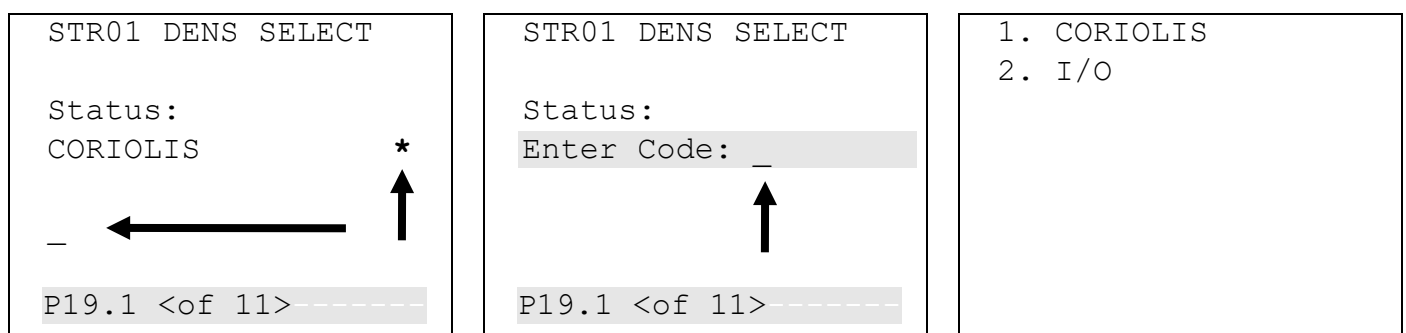 STR01 DENS SELECT
Status:
CORIOLIS *
_
P19.1 <of 11>-------
STR01 DENS SELECT
Status:
Enter Code: _
P19.1 <of 11>-------
1. CORIOLIS
2. I/O